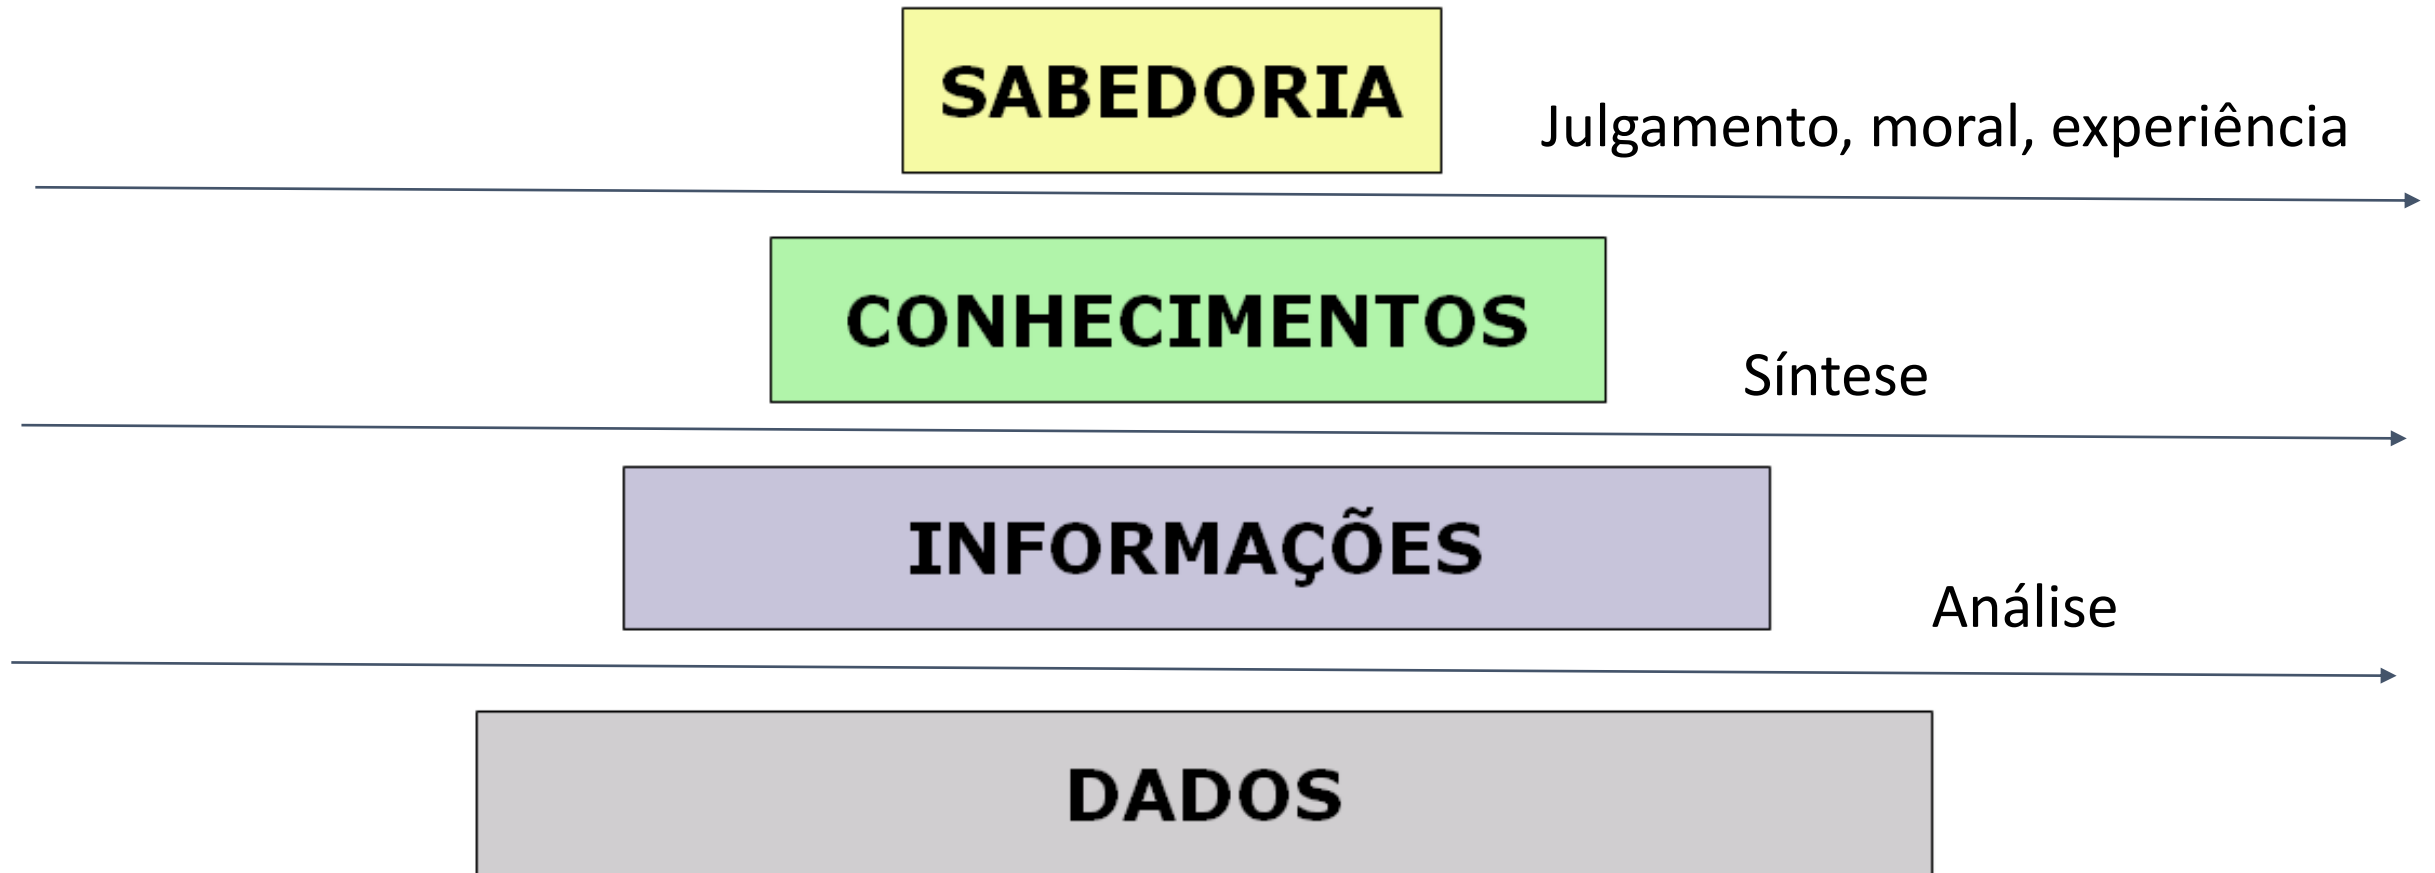 SABEDORIA
Julgamento, moral, experiência
CONHECIMENTOS
Síntese
INFORMAÇÕES
Análise
DADOS